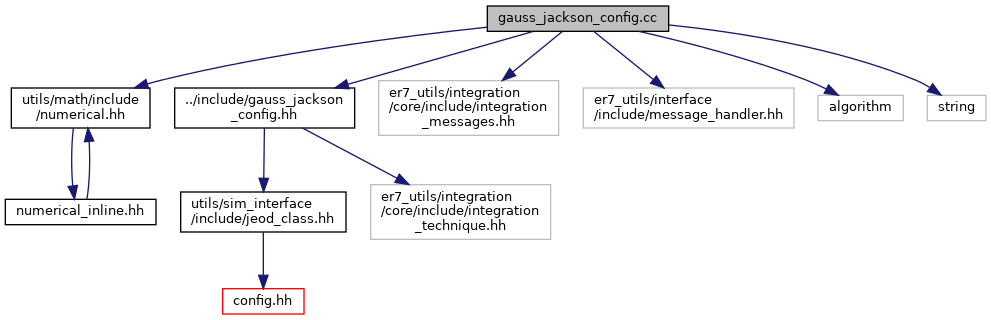 gauss_jackson_config.cc
utils/math/include
/numerical.hh
../include/gauss_jackson
_config.hh
er7_utils/integration
/core/include/integration
_messages.hh
er7_utils/interface
/include/message_handler.hh
algorithm
string
numerical_inline.hh
utils/sim_interface
/include/jeod_class.hh
er7_utils/integration
/core/include/integration
_technique.hh
config.hh